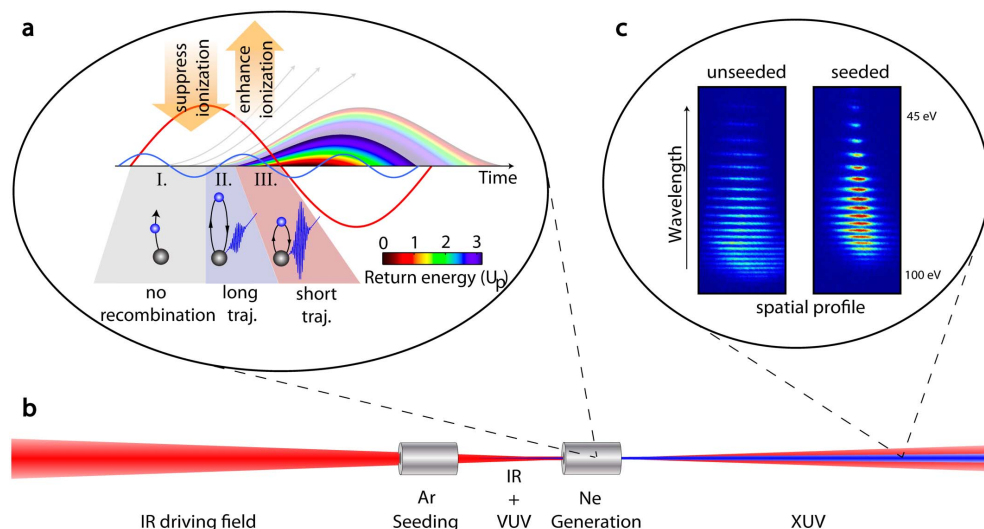 a
suppress
ionization
enhance
ionization
I.
II.
III.
Time
0 1 2 3
Return energy (Up)
no
recombination
long
traj.
short
traj.
c
unseeded
seeded
Wavelength
45 eV
100 eV
spatial profile
b
IR driving field
Ar
Seeding
IR
+
VUV
Ne
Generation
XUV